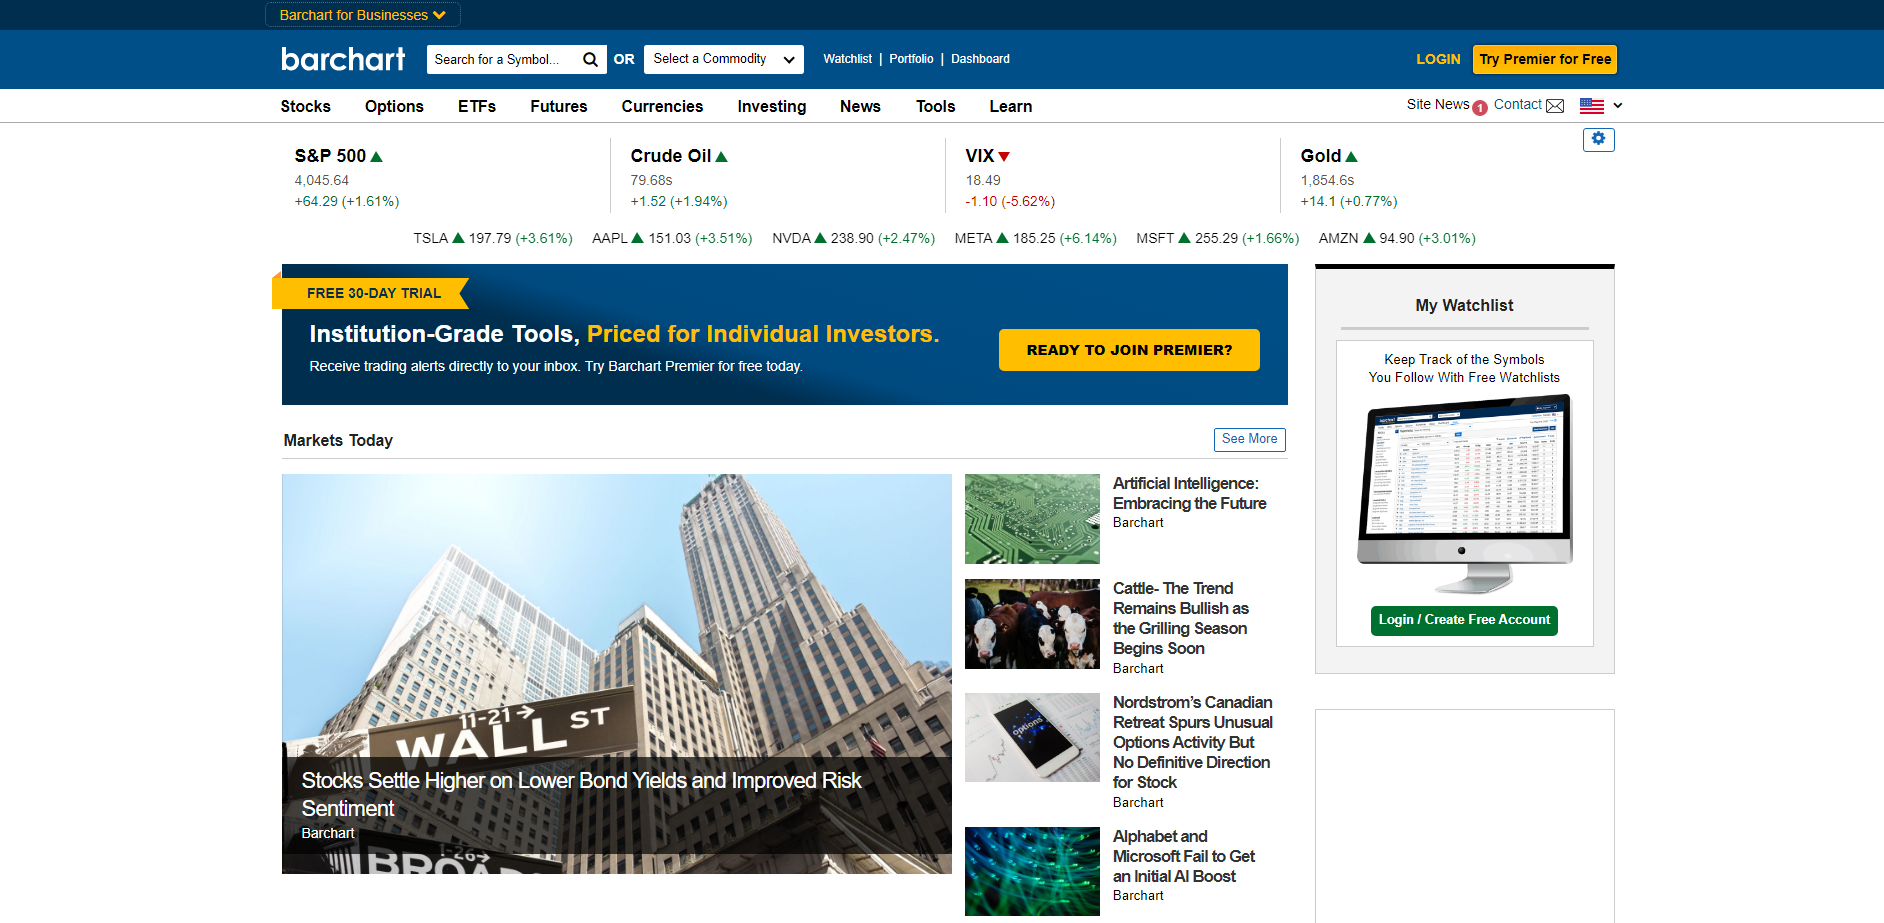 Barchart for Businesses
barchart
Search for a Symbol...
OR
Select a Commodity
Watchlist | Portfolio | Dashboard
LOGIN
Try Premier for Free
Stocks
Options
ETFs
Futures
Currencies
Investing
News
Tools
Learn
Site News 1
Contact
S&P 500
4,045.64
+64.29 (+1.61%)
Crude Oil
79.68s
+1.52 (+1.94%)
VIX
18.49
-1.10 (-5.62%)
Gold
1,854.6s
+14.1 (+0.77%)
TSLA 197.79 (+3.61%)
AAPL 151.03 (+3.51%)
NVDA 238.90 (+2.47%)
META 185.25 (+6.14%)
MSFT 255.29 (+1.66%)
AMZN 94.90 (+3.01%)
FREE 30-DAY TRIAL
Institution-Grade Tools, Priced for Individual Investors.
Receive trading alerts directly to your inbox. Try Barchart Premier for free today.
READY TO JOIN PREMIER?
Markets Today
See More
11-21
WALL ST
Stocks Settle Higher on Lower Bond Yields and Improved Risk
Sentiment
Barchart
1-26
BROAD
Artificial Intelligence:
Embracing the Future
Barchart
Cattle- The Trend
Remains Bullish as
the Grilling Season
Begins Soon
Barchart
options
Nordstrom’s Canadian
Retreat Spurs Unusual
Options Activity But
No Definitive Direction
for Stock
Barchart
Alphabet and
Microsoft Fail to Get
an Initial AI Boost
Barchart
My Watchlist
Keep Track of the Symbols
You Follow With Free Watchlists
barchart
Login / Create Free Account